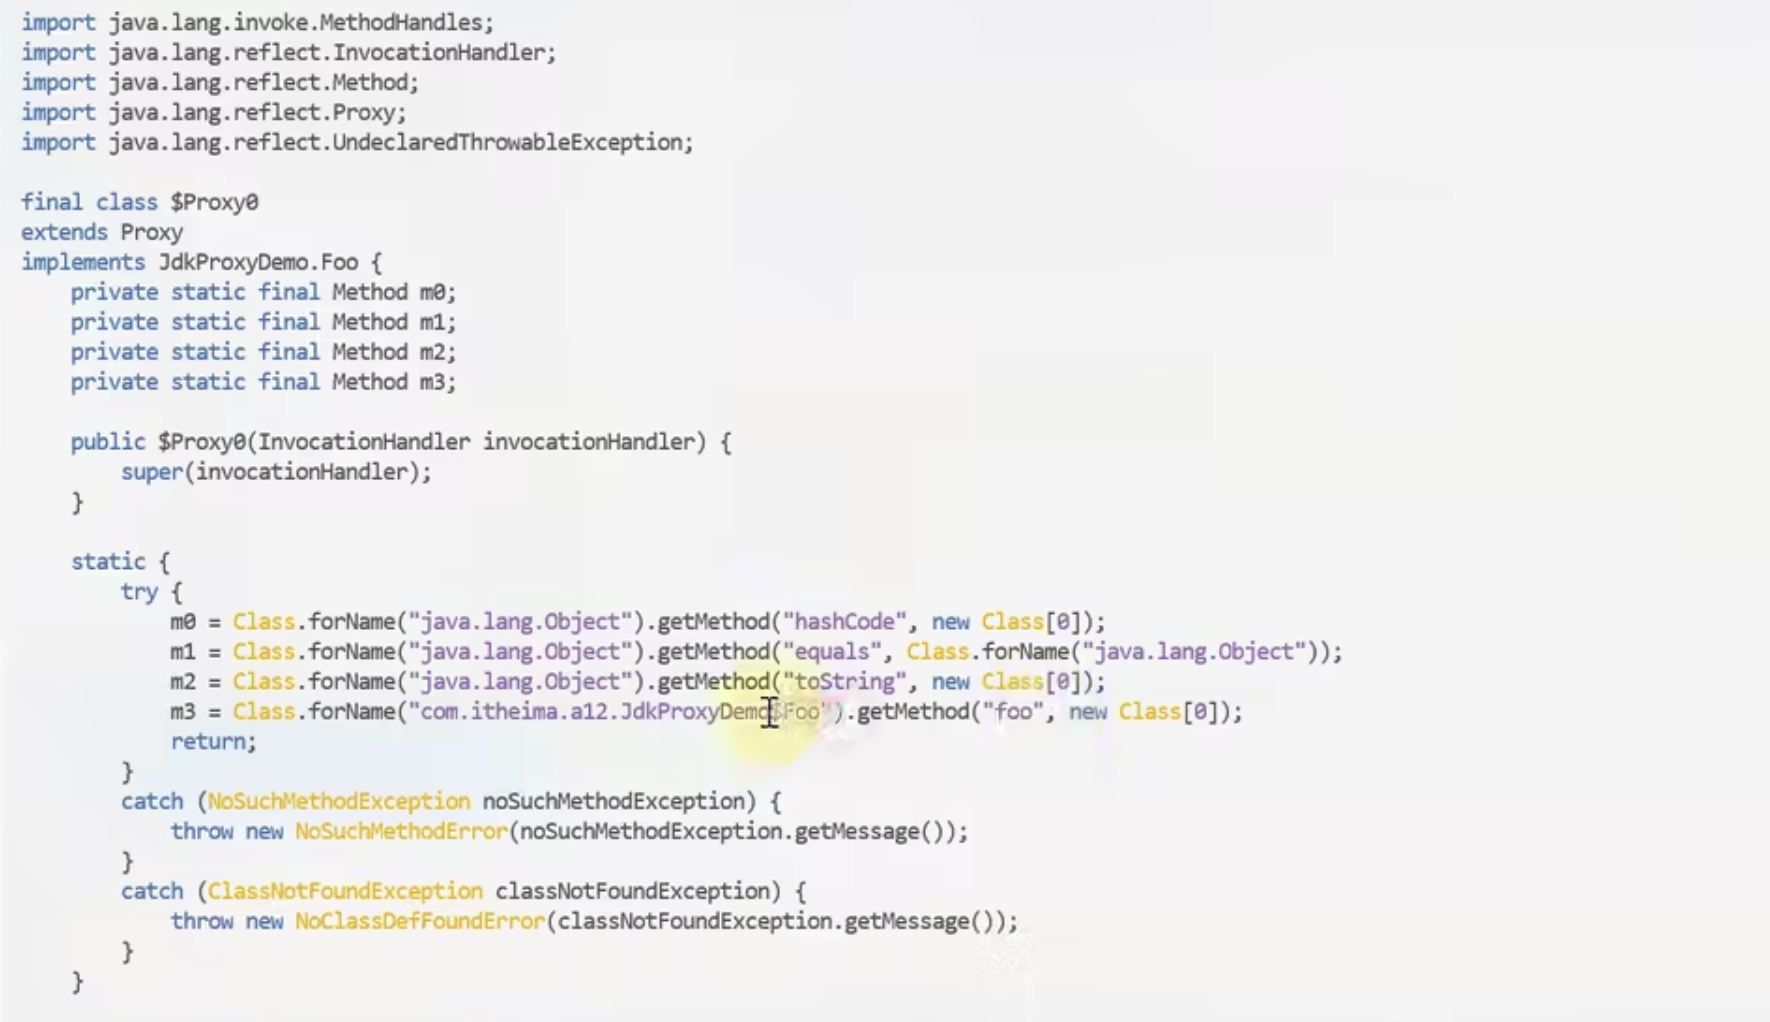 import java.lang.invoke.MethodHandles;
import java.lang.reflect.InvocationHandler;
import java.lang.reflect.Method;
import java.lang.reflect.Proxy;
import java.lang.reflect.UndeclaredThrowableException;

final class $Proxy0
extends Proxy
implements JdkProxyDemo.Foo {
    private static final Method m0;
    private static final Method m1;
    private static final Method m2;
    private static final Method m3;

    public $Proxy0(InvocationHandler invocationHandler) {
        super(invocationHandler);
    }

    static {
        try {
            m0 = Class.forName("java.lang.Object").getMethod("hashCode", new Class[0]);
            m1 = Class.forName("java.lang.Object").getMethod("equals", Class.forName("java.lang.Object"));
            m2 = Class.forName("java.lang.Object").getMethod("toString", new Class[0]);
            m3 = Class.forName("com.itheima.a12.JdkProxyDemo$Foo").getMethod("foo", new Class[0]);
            return;
        }
        catch (NoSuchMethodException noSuchMethodException) {
            throw new NoSuchMethodError(noSuchMethodException.getMessage());
        }
        catch (ClassNotFoundException classNotFoundException) {
            throw new NoClassDefFoundError(classNotFoundException.getMessage());
        }
    }